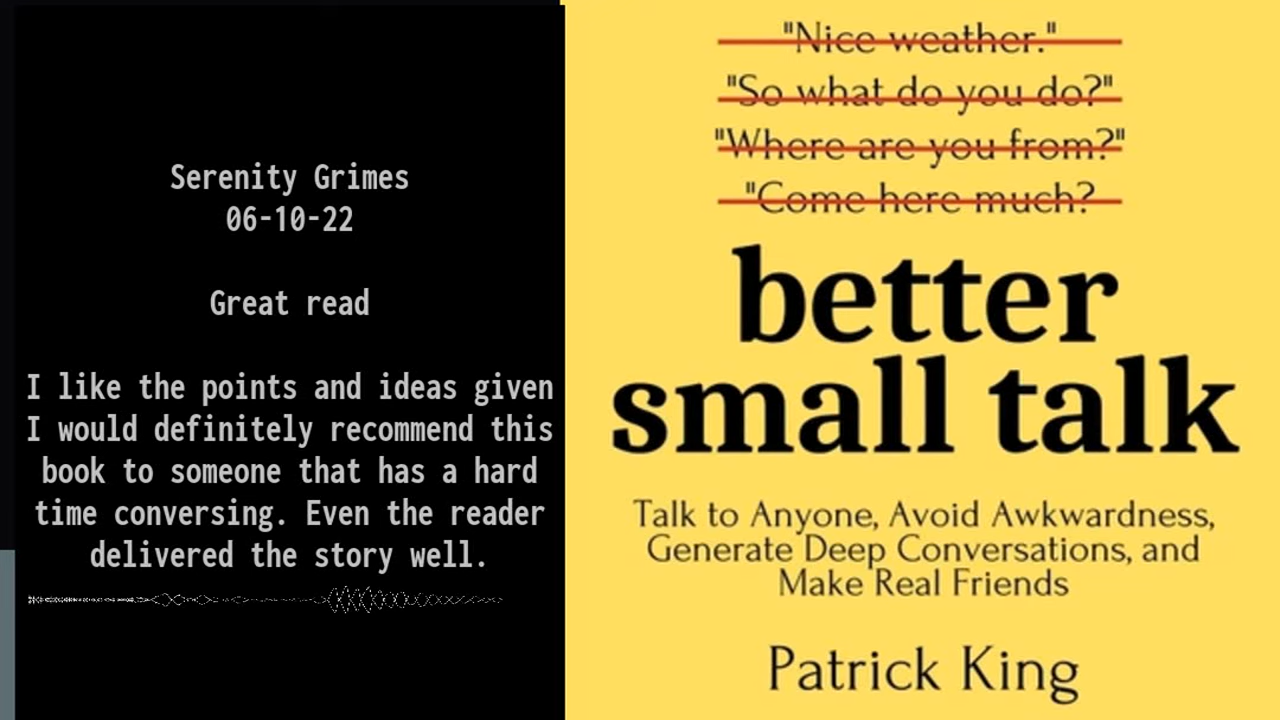 Serenity Grimes
06-10-22
Great read
I like the points and ideas given
I would definitely recommend this
book to someone that has a hard
time conversing. Even the reader
delivered the story well.
"Nice weather."
"So what do you do?"
"Where are you from?"
"Come here much?
better
small talk
Talk to Anyone, Avoid Awkwardness,
Generate Deep Conversations, and
Make Real Friends
Patrick King